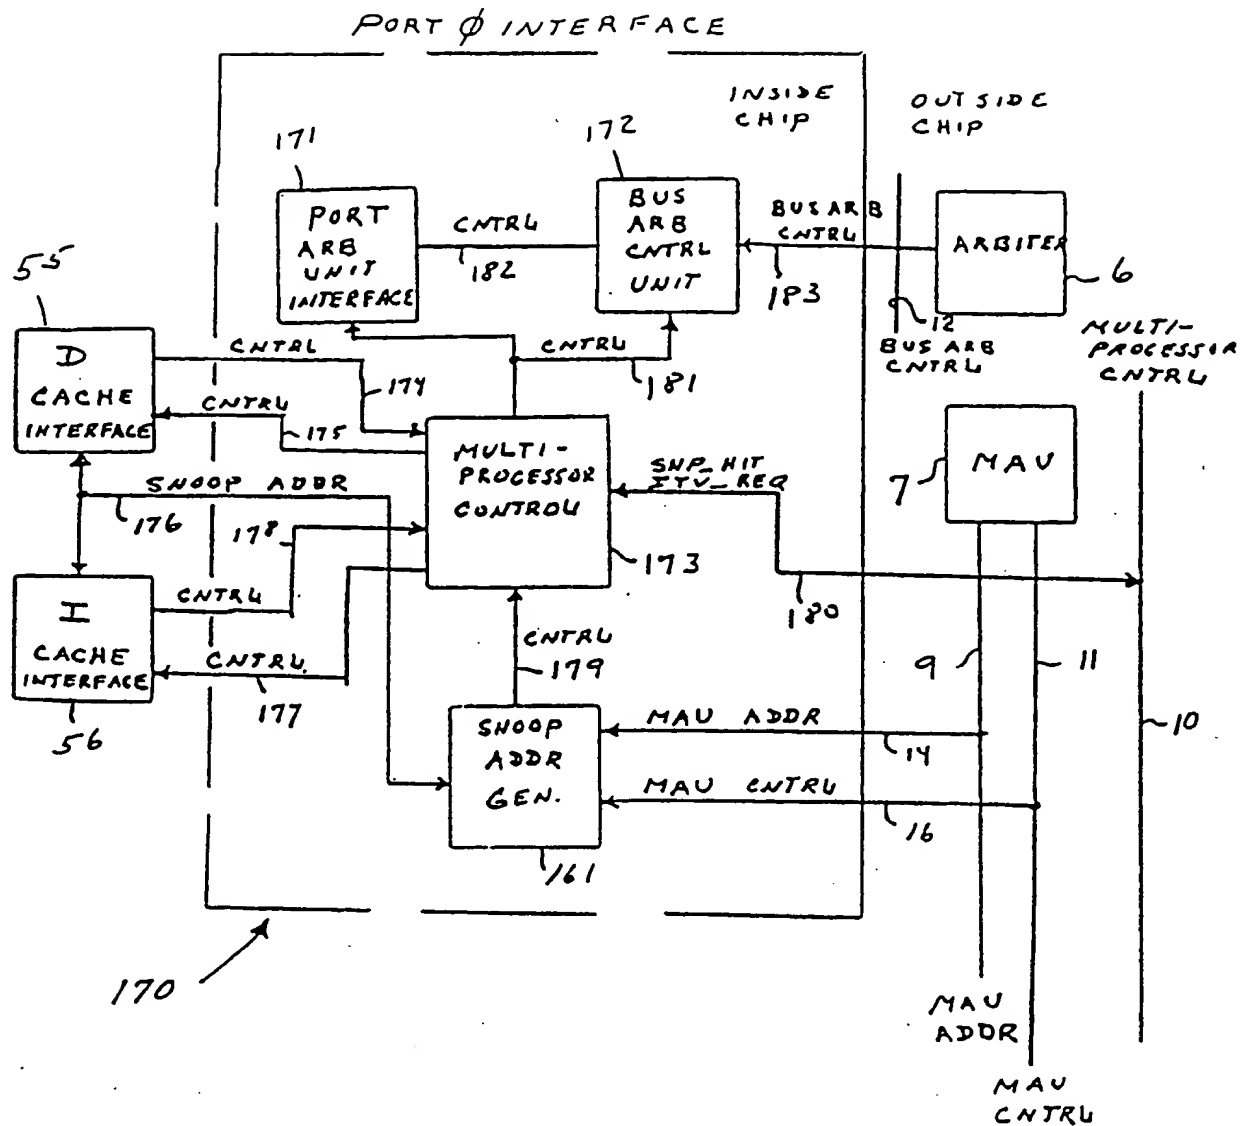 PORT Ø INTERFACE
INSIDE
CHIP
OUTSIDE
CHIP
171
172
PORT
ARB
UNIT
INTERFACE
CNTRL
182
BUS
ARB
CNTRL
UNIT
BUS ARB
CNTRL
183
ARBITER
6
12
BUS ARB
CNTRL
MULTI-
PROCESSOR
CNTRL
55
D
CACHE
INTERFACE
CNTRL
174
CNTRL
175
CNTRL
181
SNOOP ADDR
176
178
MULTI-
PROCESSOR
CONTROL
173
SNP_HIT
ITV_REQ
180
7
MAU
I
CACHE
INTERFACE
56
CNTRL
CNTRL
177
CNTRL
179
9
11
10
SNOOP
ADDR
GEN.
161
MAU ADDR
14
MAU CNTRL
16
170
MAU
ADDR
MAU
CNTRL